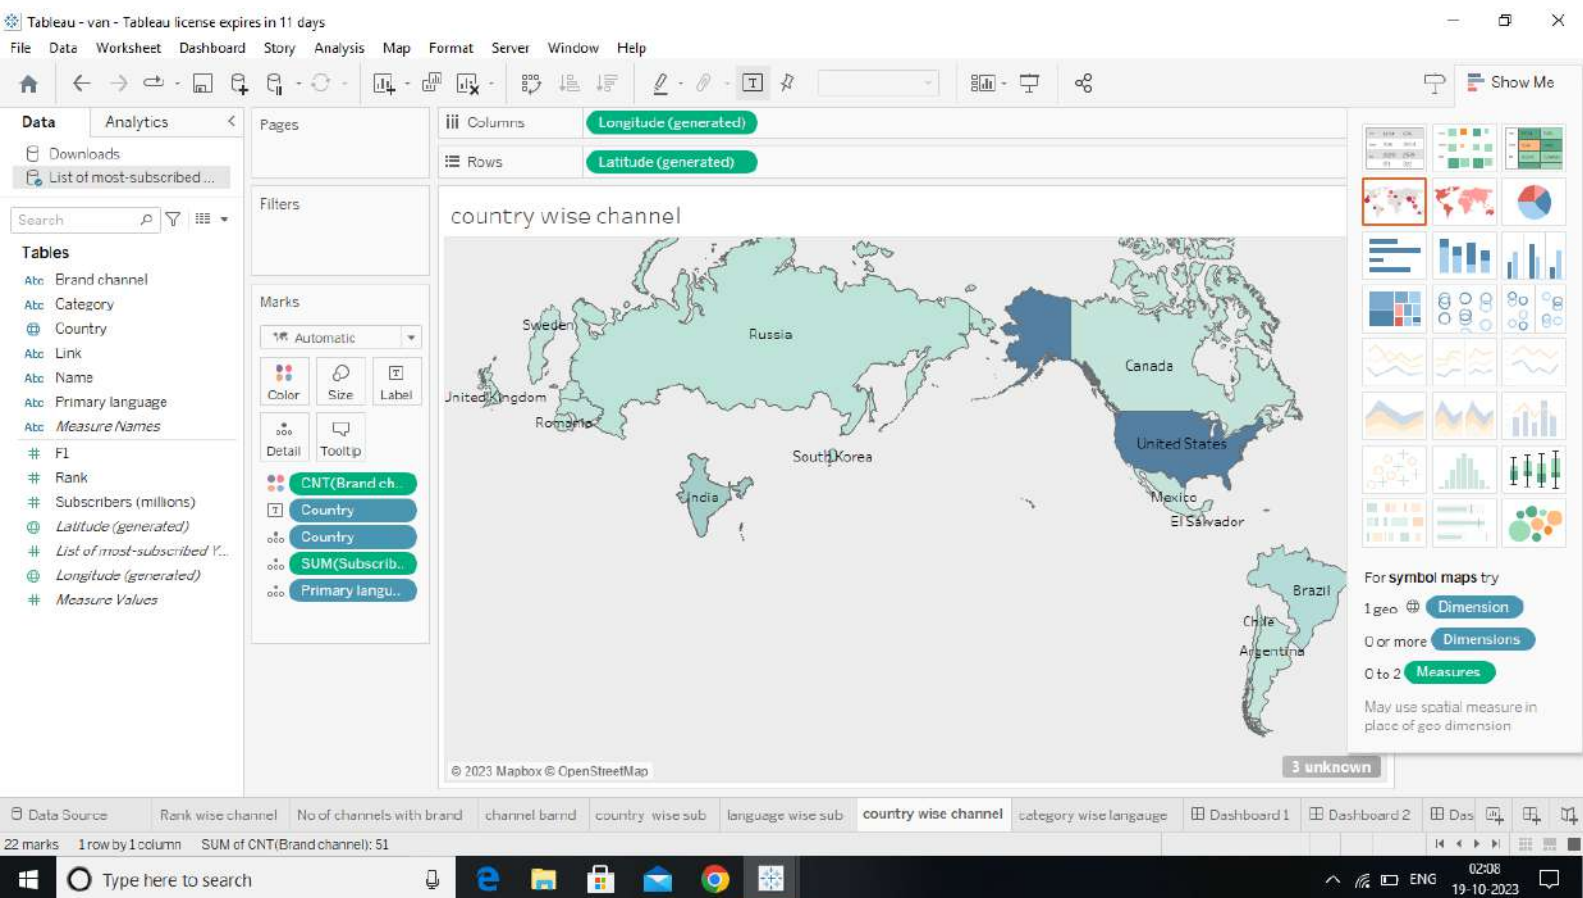 Tableau - van - Tableau license expires in 11 days
File Data Worksheet Dashboard Story Analysis Map Format Server Window Help
Show Me
Data Analytics
Downloads
List of most-subscribed ...
Search
Tables
Abc Brand channel
Abc Category
Country
Abc Link
Abc Name
Abc Primary language
Abc Measure Names
# F1
# Rank
# Subscribers (millions)
Latitude (generated)
# List of most-subscribed Y...
Longitude (generated)
# Measure Values
Pages
Filters
Marks
Automatic
Color Size Label
Detail Tooltip
CNT(Brand ch..
Country
Country
SUM(Subscrib..
Primary langu..
Columns Longitude (generated)
Rows Latitude (generated)
country wise channel
Sweden
Russia
Canada
United Kingdom
Romania
United States
South Korea
India
Mexico
El Salvador
Brazil
Chile
Argentina
© 2023 Mapbox © OpenStreetMap
3 unknown
For symbol maps try
1 geo Dimension
0 or more Dimensions
0 to 2 Measures
May use spatial measure in
place of geo dimension
Data Source Rank wise channel No of channels with brand channel barnd country wise sub language wise sub country wise channel category wise langauge Dashboard 1 Dashboard 2 Das
22 marks 1 row by 1 column SUM of CNT(Brand channel): 51
Type here to search
ENG
02:08
19-10-2023